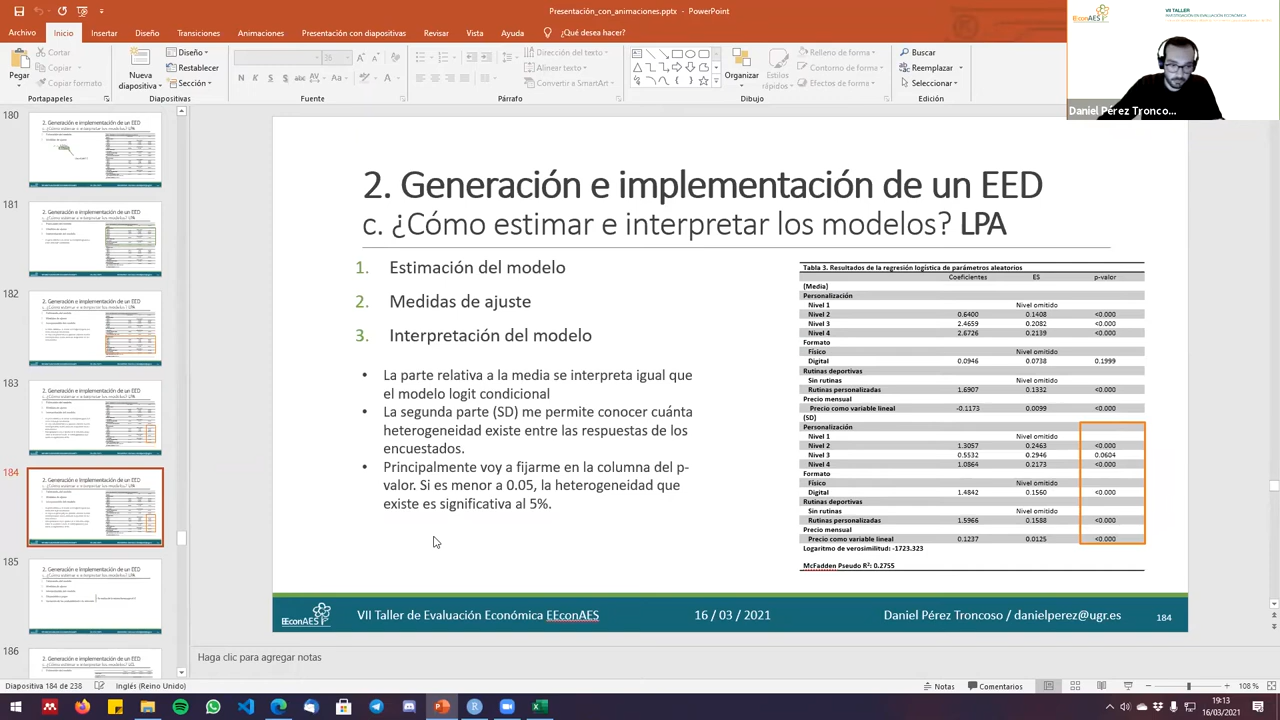 Presentación_con_animaciones.pptx - PowerPoint
EEconAES
VII TALLER
Archivo Inicio Insertar Diseño Transiciones Animaciones Presentación con diapositivas Revisar Vista Ayuda ¿Qué desea hacer?
Pegar
Cortar
Copiar
Copiar formato
Portapapeles
Nueva
diapositiva
Diseño
Restablecer
Sección
Diapositivas
N K S
Fuente
Alinear texto
Convertir a SmartArt
Párrafo
Organizar
Estilos
rápidos
Relleno de forma
Contorno de forma
Efectos de forma
Dibujo
Buscar
Reemplazar
Seleccionar
Edición
Daniel Pérez Tronco...
180
181
182
183
184
185
186
2. Generación e implementación de un EED
c. ¿Cómo estimar e interpretar los modelos? LPA
1. Estimación del modelo
2. Medidas de ajuste
3. Interpretación del modelo
• La parte relativa a la media se interpreta igual que
el modelo logit condicional.
• La segunda parte (SD) me permite conocer cuánta
heterogeneidad existe entre las respuestas de los
encuestados.
• Principalmente voy a fijarme en la columna del p-
valor. Si es menor a 0.05, la heterogeneidad que
existe es significativa al 5%.
Tabla 3. Resultados de la regresión logística de parámetros aleatorios
Coeficientes ES p-valor
[Media]
Personalización
Nivel 1 Nivel omitido
Nivel 2 0.6400 0.1408 <0.000
Nivel 3 2.4659 0.2082 <0.000
Nivel 4 2.6726 0.2139 <0.000
Formato
Físico Nivel omitido
Digital 0.0946 0.0738 0.1999
Rutinas deportivas
Sin rutinas Nivel omitido
Rutinas personalizadas 1.6907 0.1332 <0.000
Precio mensual
Precio como variable lineal -0.1173 0.0099 <0.000
[SD]
Personalización
Nivel 1 Nivel omitido
Nivel 2 1.3057 0.2463 <0.000
Nivel 3 0.5532 0.2946 0.0604
Nivel 4 1.0864 0.2173 <0.000
Formato
Físico Nivel omitido
Digital 1.4842 0.1560 <0.000
Rutinas deportivas
Sin rutinas Nivel omitido
Rutinas personalizadas 1.5966 0.1588 <0.000
Precio mensual
Precio como variable lineal 0.1237 0.0125 <0.000
Logaritmo de verosimilitud: -1723.323
McFadden Pseudo R²: 0.2755
EEconAES VII Taller de Evaluación Económica EEconAES 16 / 03 / 2021 Daniel Pérez Troncoso / danielperez@ugr.es 184
Haga clic para agregar notas
Diapositiva 184 de 238 Inglés (Reino Unido) Notas Comentarios 108 %
19:13